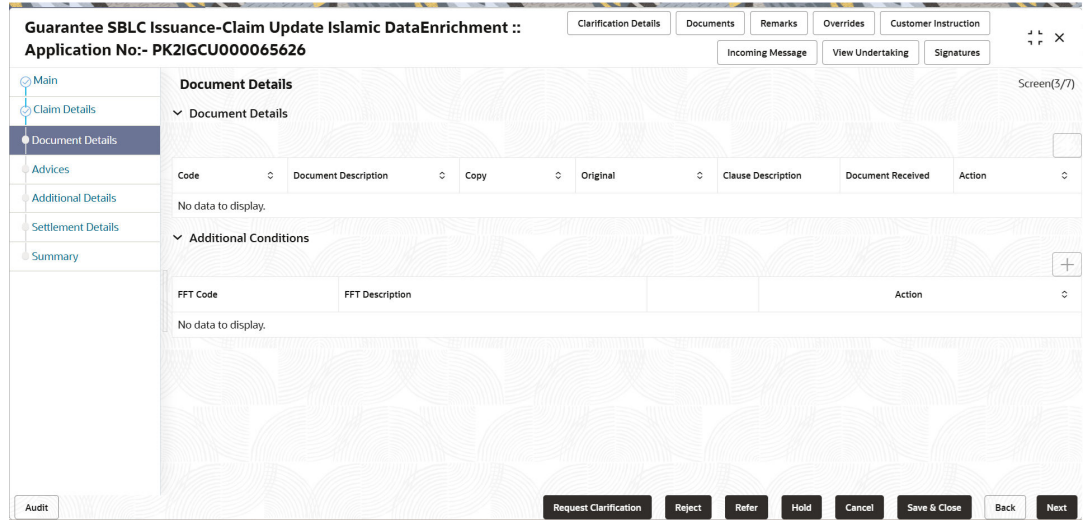 Guarantee SBLC Issuance-Claim Update Islamic DataEnrichment ::
Application No:- PK2IGCU000065626
Clarification Details
Documents
Remarks
Overrides
Customer Instruction
Incoming Message
View Undertaking
Signatures
Main
Claim Details
Document Details
Advices
Additional Details
Settlement Details
Summary
Document Details
Screen(3/7)
Document Details
Code Document Description Copy Original Clause Description Document Received Action
No data to display.
Additional Conditions
FFT Code FFT Description Action
No data to display.
Audit
Request Clarification
Reject
Refer
Hold
Cancel
Save & Close
Back
Next